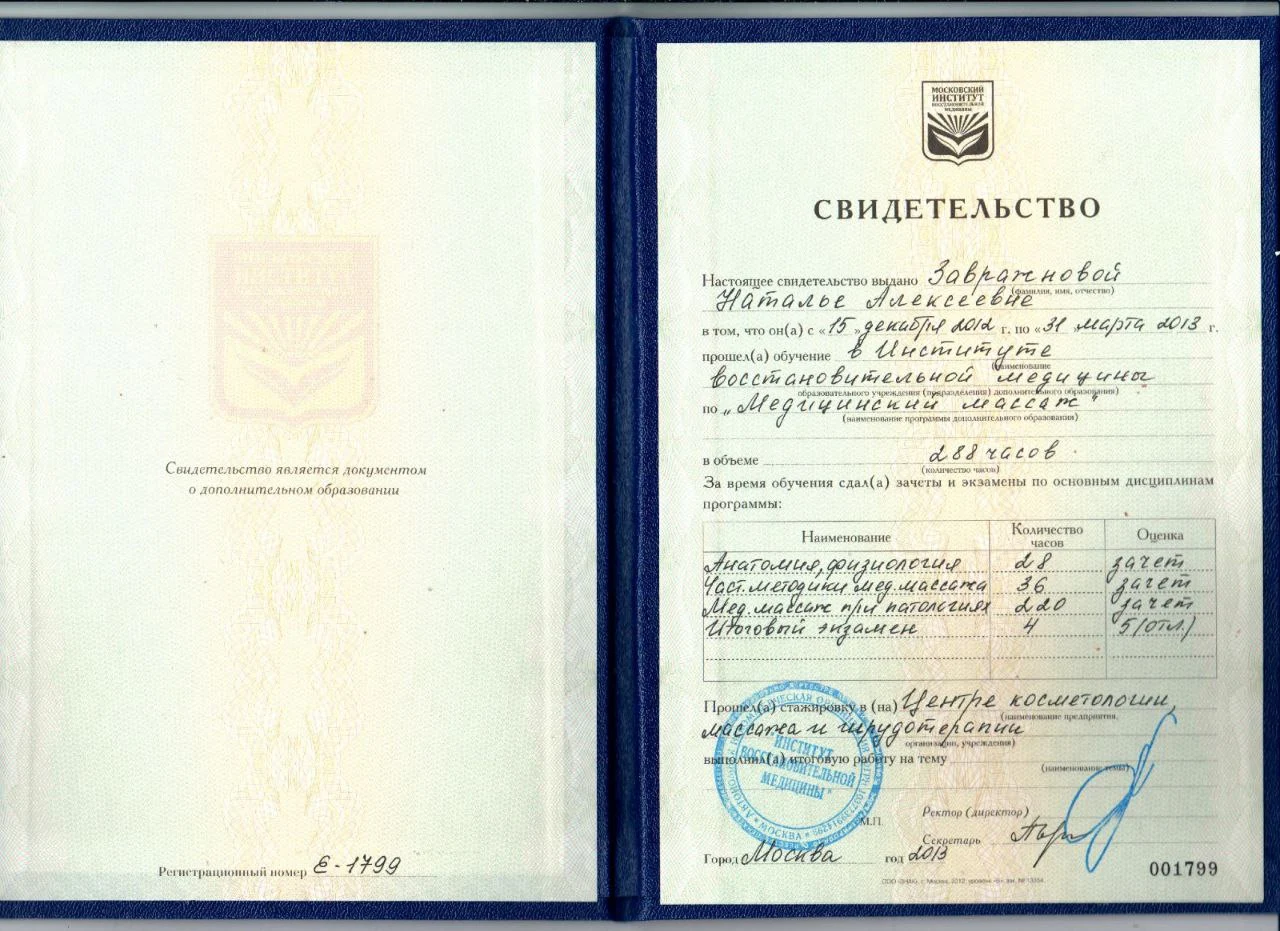 Свидетельство является документом
о дополнительном образовании
Регистрационный номер Е-1799
МОСКОВСКИЙ
ИНСТИТУТ
ВОССТАНОВИТЕЛЬНОЙ
МЕДИЦИНЫ
СВИДЕТЕЛЬСТВО
Настоящее свидетельство выдано Завражновой
(фамилия, имя, отчество)
Наталье Алексеевне
в том, что он(а) с «15» декабря 2012 г. по «31» марта 2013 г.
прошел(а) обучение в Институте
(наименование
восстановительной медицины
образовательного учреждения (подразделения) дополнительного образования)
по "Медицинский массаж"
(наименование программы дополнительного образования)
в объеме 288 часов
(количество часов)
За время обучения сдал(а) зачеты и экзамены по основным дисциплинам
программы:
Наименование Количество часов Оценка
Анатомия, физиология 28 зачет
Част. методики мед. массажа 36 зачет
Мед. массаж при патологиях 220 зачет
Итоговый экзамен 4 5 (отл.)
Прошел(а) стажировку в (на) Центре косметологии,
(наименование предприятия,
массажа и гирудотерапии
организации, учреждения)
выполнил(а) итоговую работу на тему
(наименование темы)
ИНСТИТУТ
ВОССТАНОВИТЕЛЬНОЙ
МЕДИЦИНЫ"
МОСКВА
Ректор (директор)
М.П.
Секретарь
Город Москва год 2013
001799